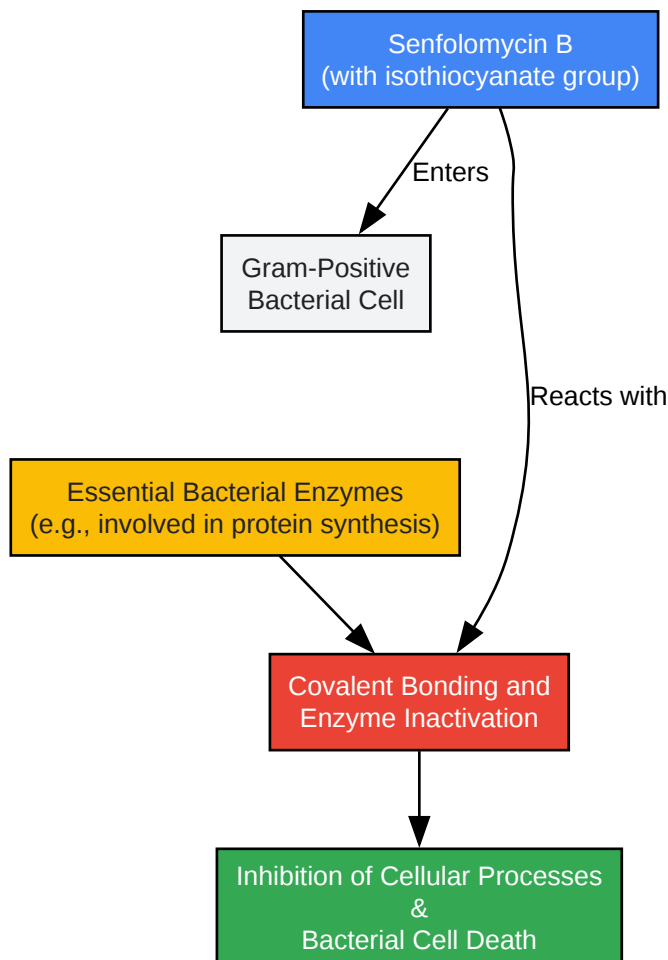 Senfolomycin B
(with isothiocyanate group)
Enters
Gram-Positive
Bacterial Cell
Reacts with
Essential Bacterial Enzymes
(e.g., involved in protein synthesis)
Covalent Bonding and
Enzyme Inactivation
Inhibition of Cellular Processes
&
Bacterial Cell Death